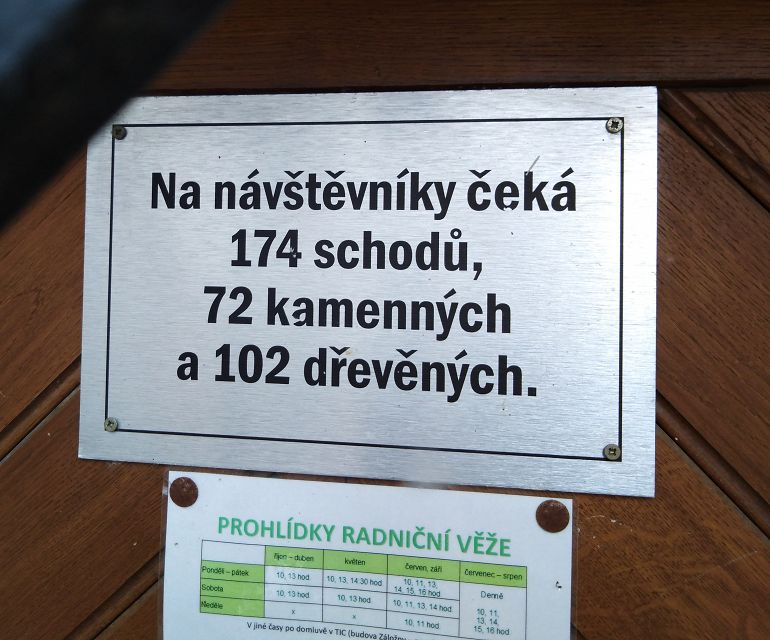 Na návštěvníky čeká
174 schodů,
72 kamenných
a 102 dřevěných.
PROHLÍDKY RADNIČNÍ VĚŽE
říjen – duben květen červen, září červenec – srpen
Pondělí – pátek 10, 13 hod 10, 13, 14:30 hod 10, 11, 13, 14, 15, 16 hod Denně
Sobota 10, 13 hod 10, 13 hod 10, 11, 13, 14 hod 10, 11, 13, 14, 15, 16 hod
Neděle x x 10, 11 hod
V jiné časy po domluvě v TIC (budova